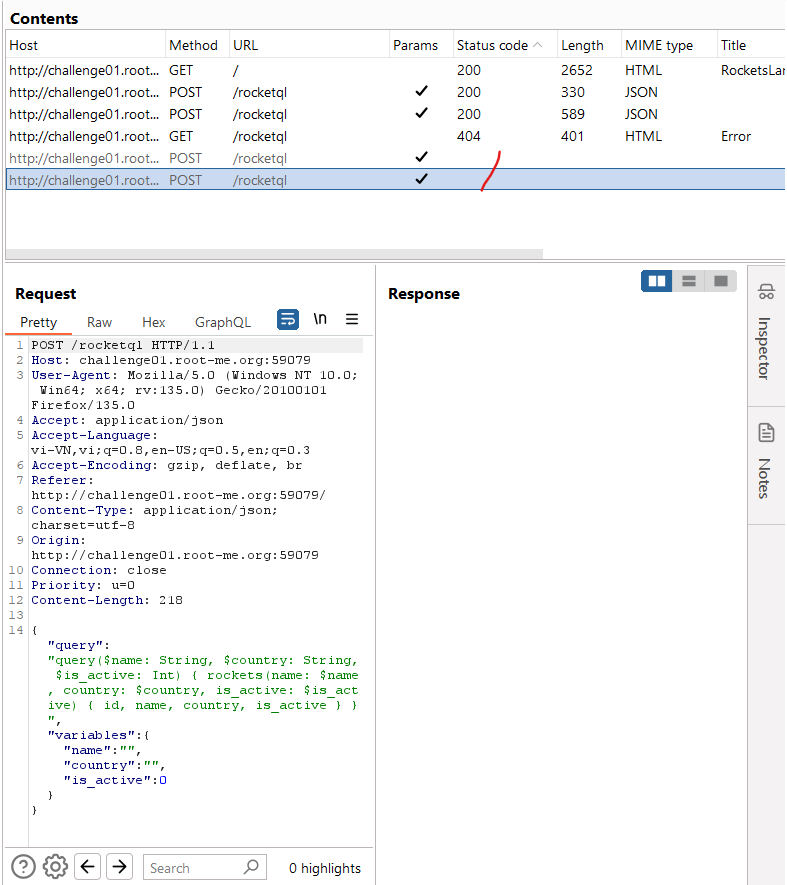 Contents
Host Method URL Params Status code Length MIME type Title
http://challenge01.root... GET / 200 2652 HTML RocketsLan
http://challenge01.root... POST /rocketql ✓ 200 330 JSON
http://challenge01.root... POST /rocketql ✓ 200 589 JSON
http://challenge01.root... GET /rocketql 404 401 HTML Error
http://challenge01.root... POST /rocketql ✓
http://challenge01.root... POST /rocketql ✓
Request
Pretty Raw Hex GraphQL \n
1 POST /rocketql HTTP/1.1
2 Host: challenge01.root-me.org:59079
3 User-Agent: Mozilla/5.0 (Windows NT 10.0;
Win64; x64; rv:135.0) Gecko/20100101
Firefox/135.0
4 Accept: application/json
5 Accept-Language:
vi-VN,vi;q=0.8,en-US;q=0.5,en;q=0.3
6 Accept-Encoding: gzip, deflate, br
7 Referer:
http://challenge01.root-me.org:59079/
8 Content-Type: application/json;
charset=utf-8
9 Origin:
http://challenge01.root-me.org:59079
10 Connection: close
11 Priority: u=0
12 Content-Length: 218
13
14 {
"query":
"query($name: String, $country: String,
$is_active: Int) { rockets(name: $name
, country: $country, is_active: $is_act
ive) { id, name, country, is_active } }
",
"variables":{
"name":"",
"country":"",
"is_active":0
}
}
Search 0 highlights
Response
Inspector
Notes